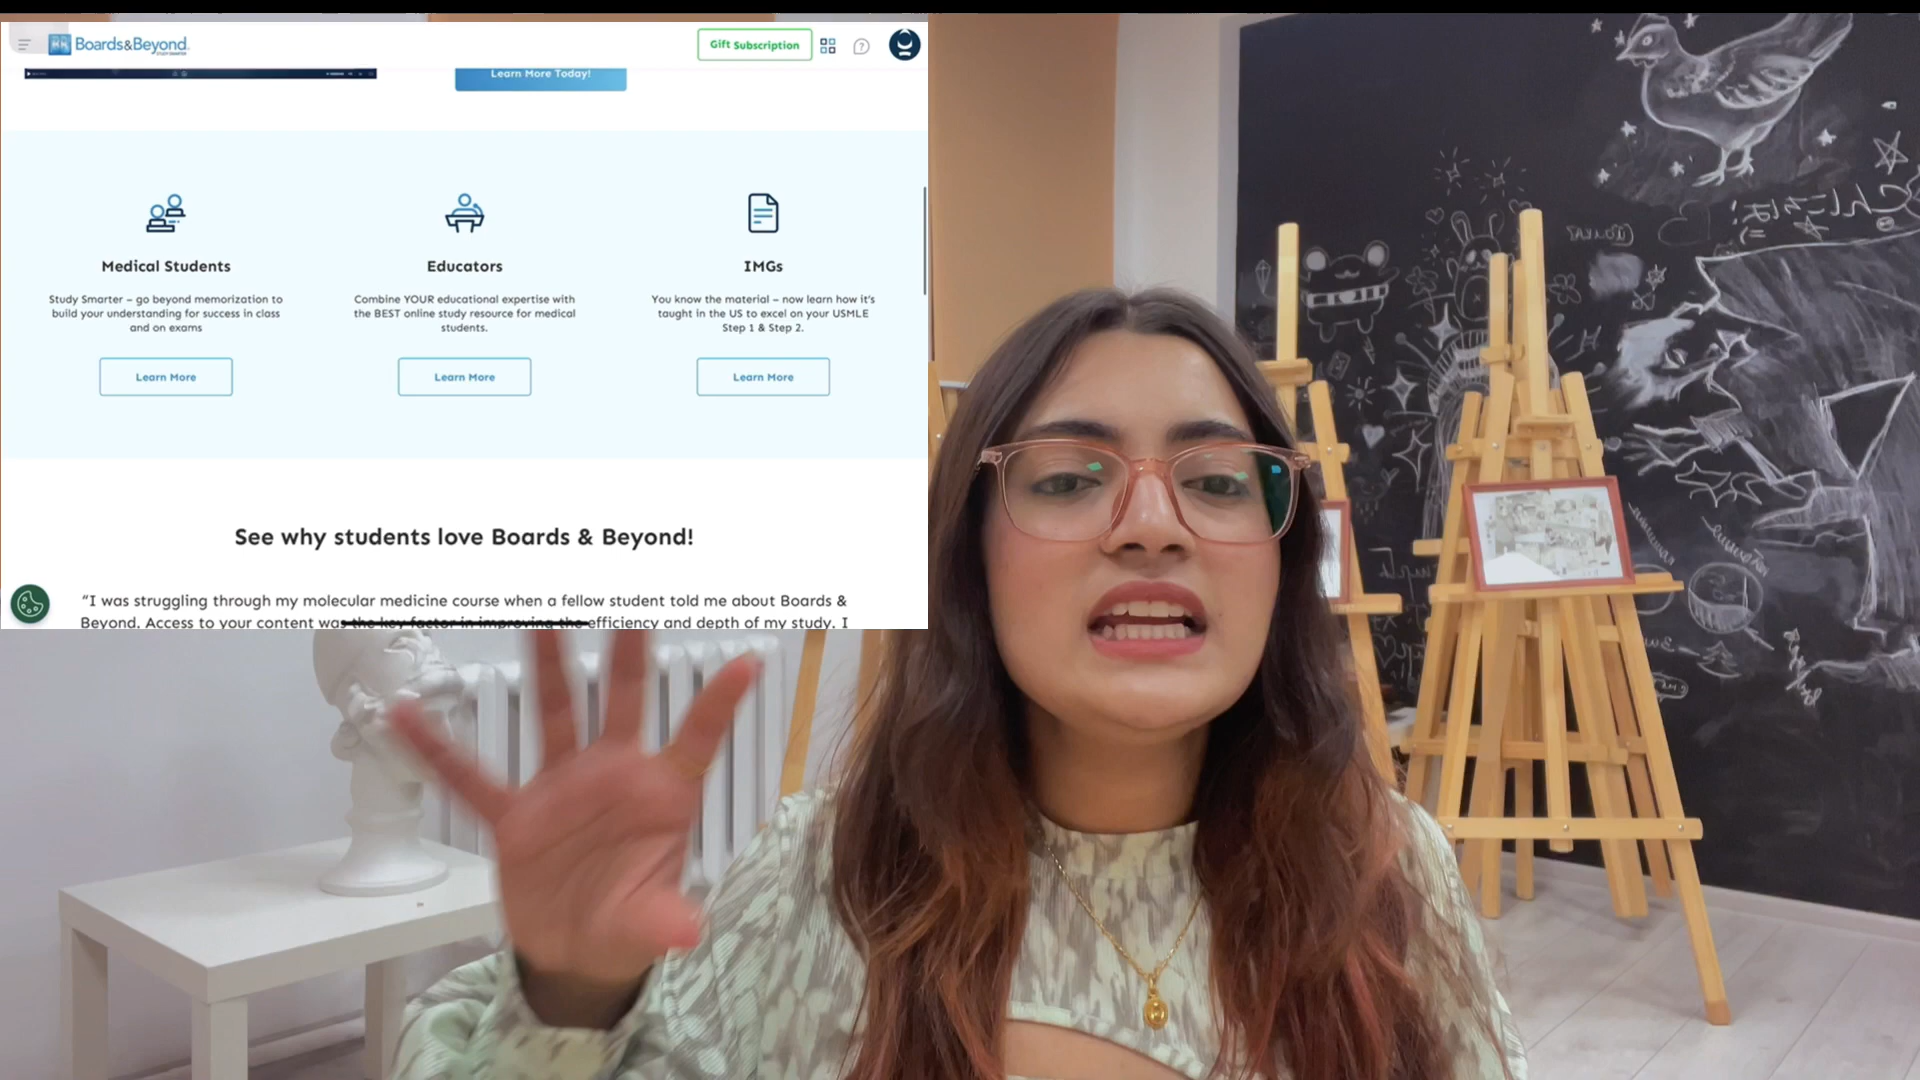 Boards&Beyond.
Gift Subscription
Learn More Today!
Medical Students
Study Smarter – go beyond memorization to
build your understanding for success in class
and on exams
Learn More
Educators
Combine YOUR educational expertise with
the BEST online study resource for medical
students.
Learn More
IMGs
You know the material – now learn how it's
taught in the US to excel on your USMLE
Step 1 & Step 2.
Learn More
See why students love Boards & Beyond!
“I was struggling through my molecular medicine course when a fellow student told me about Boards &
Beyond. Access to your content was the key factor in improving the efficiency and depth of my study. I